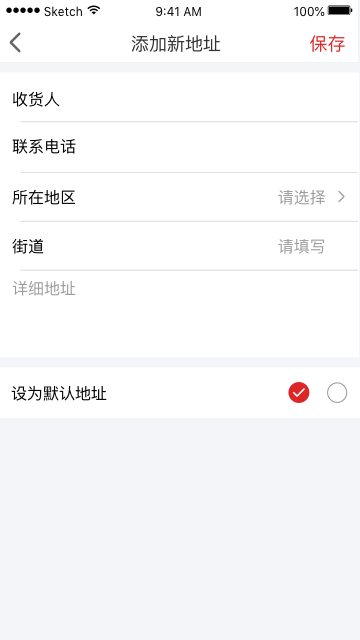 Sketch 9:41 AM 100%
添加新地址 保存
收货人
联系电话
所在地区 请选择
街道 请填写
详细地址
设为默认地址